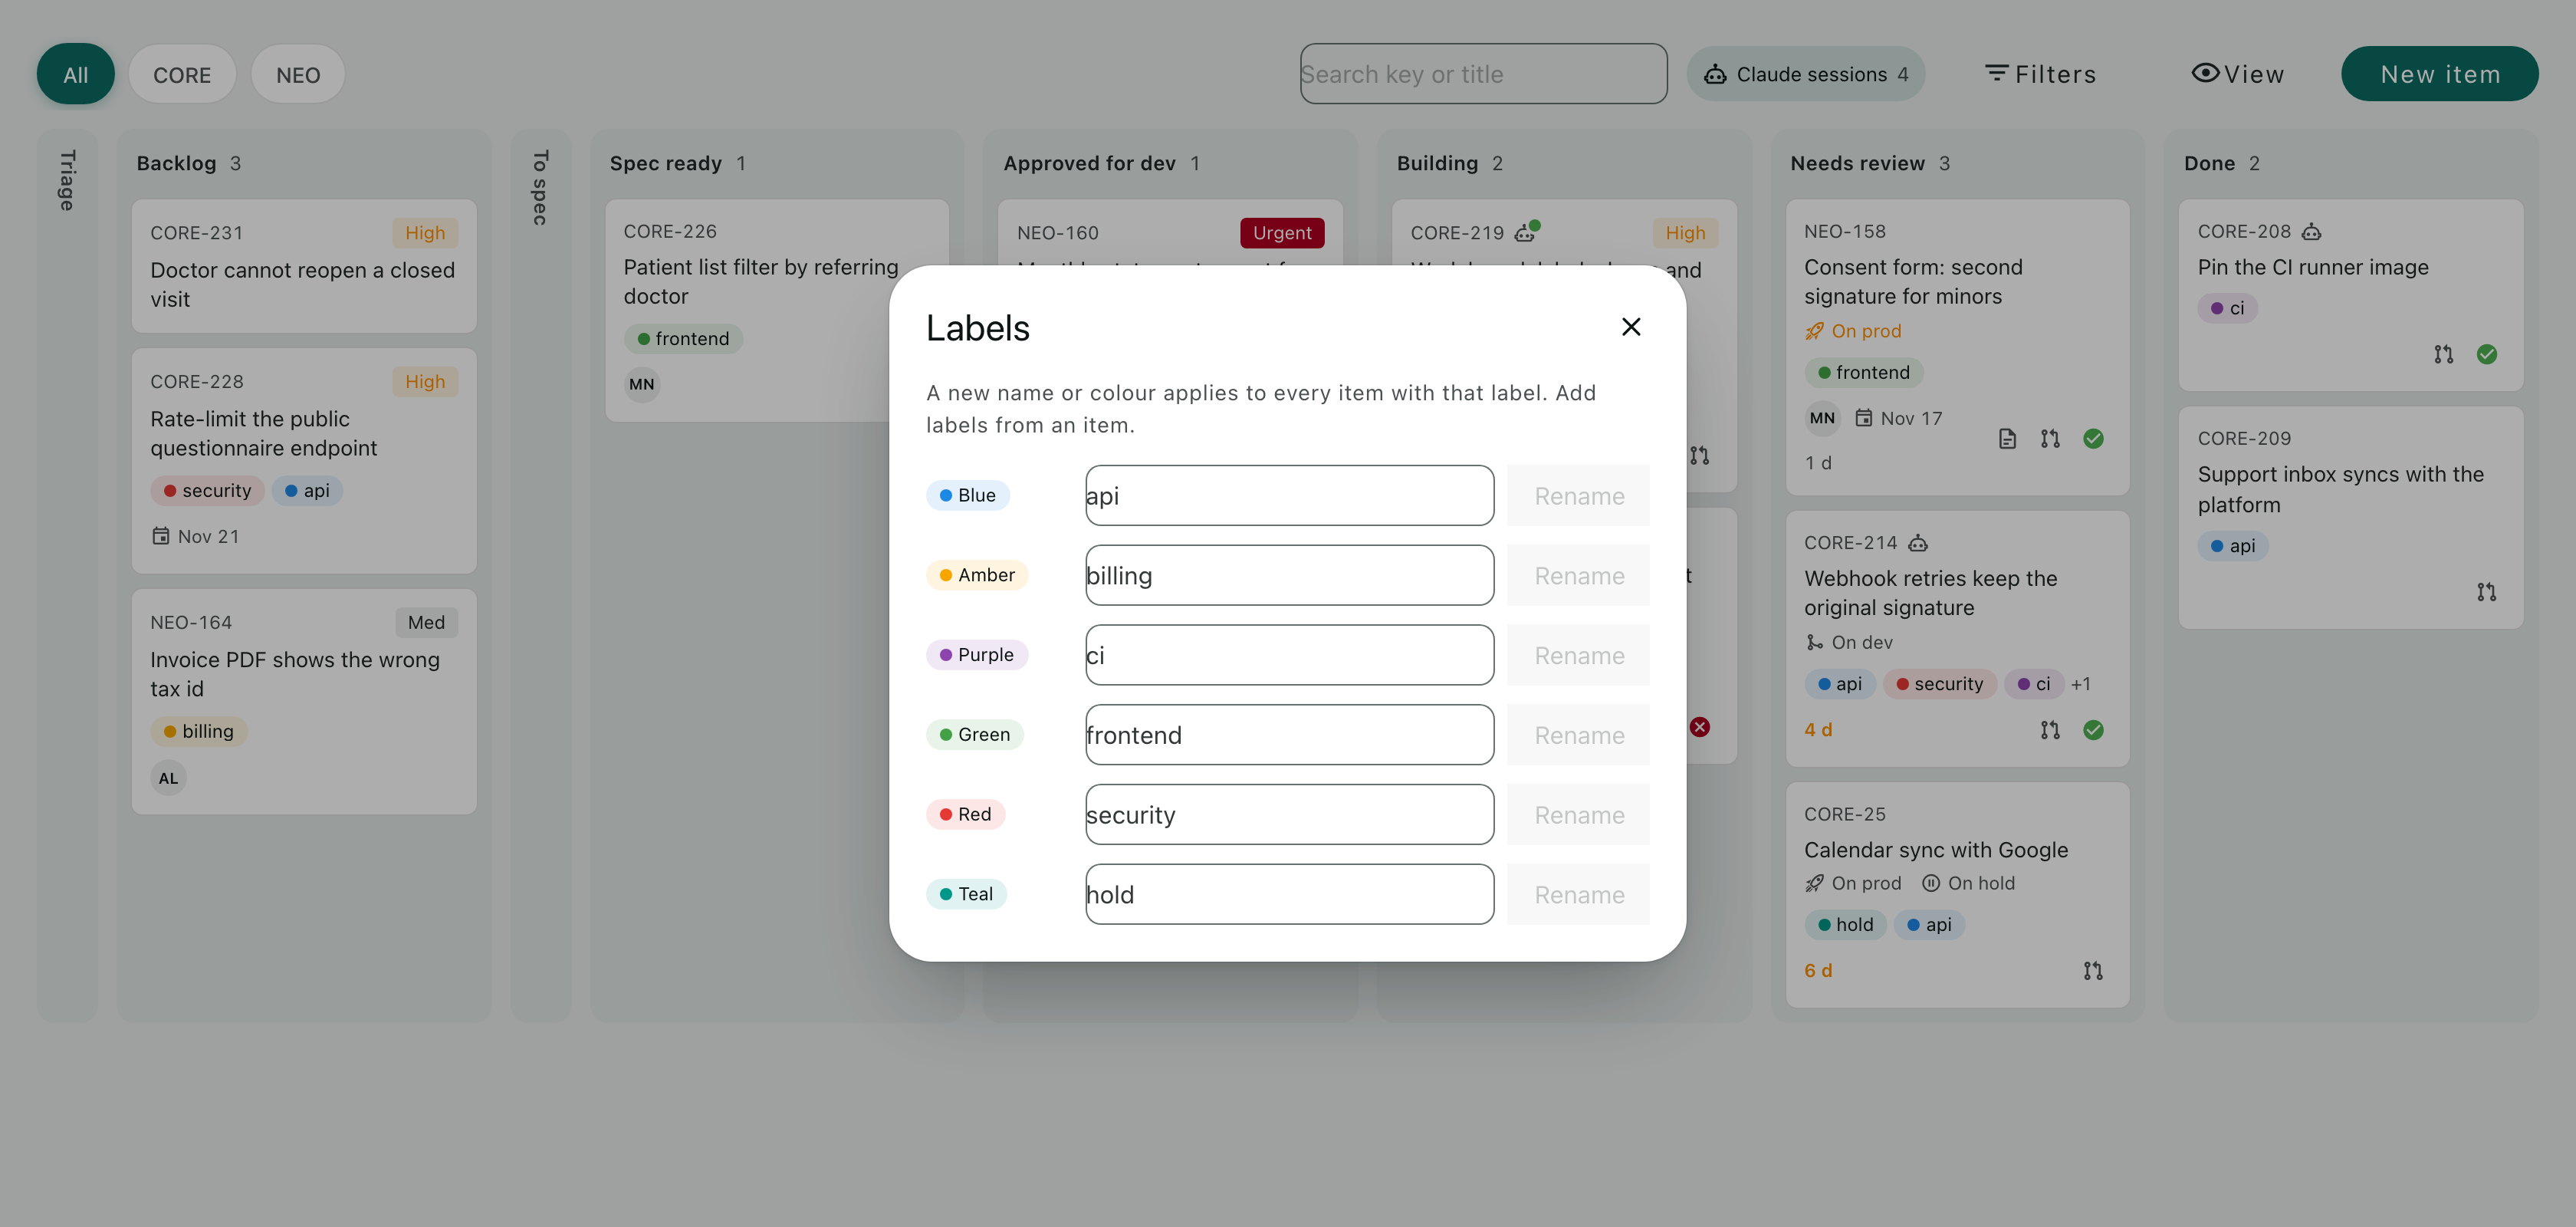 All
CORE
NEO
Search key or title
Claude sessions 4
Filters
View
New item
Triage
Backlog 3
CORE-231
High
Doctor cannot reopen a closed
visit
CORE-228
High
Rate-limit the public
questionnaire endpoint
security
api
Nov 21
NEO-164
Med
Invoice PDF shows the wrong
tax id
billing
AL
To spec
Spec ready 1
CORE-226
Patient list filter by referring
doctor
frontend
MN
Approved for dev 1
NEO-160
Urgent
Building 2
CORE-219
High
and
Labels
A new name or colour applies to every item with that label. Add
labels from an item.
Blue
api
Rename
Amber
billing
Rename
Purple
ci
Rename
Green
frontend
Rename
Red
security
Rename
Teal
hold
Rename
Needs review 3
NEO-158
Consent form: second
signature for minors
On prod
frontend
MN
Nov 17
1 d
CORE-214
Webhook retries keep the
original signature
On dev
api
security
ci
+1
4 d
CORE-25
Calendar sync with Google
On prod
On hold
hold
api
6 d
Done 2
CORE-208
Pin the CI runner image
ci
CORE-209
Support inbox syncs with the
platform
api